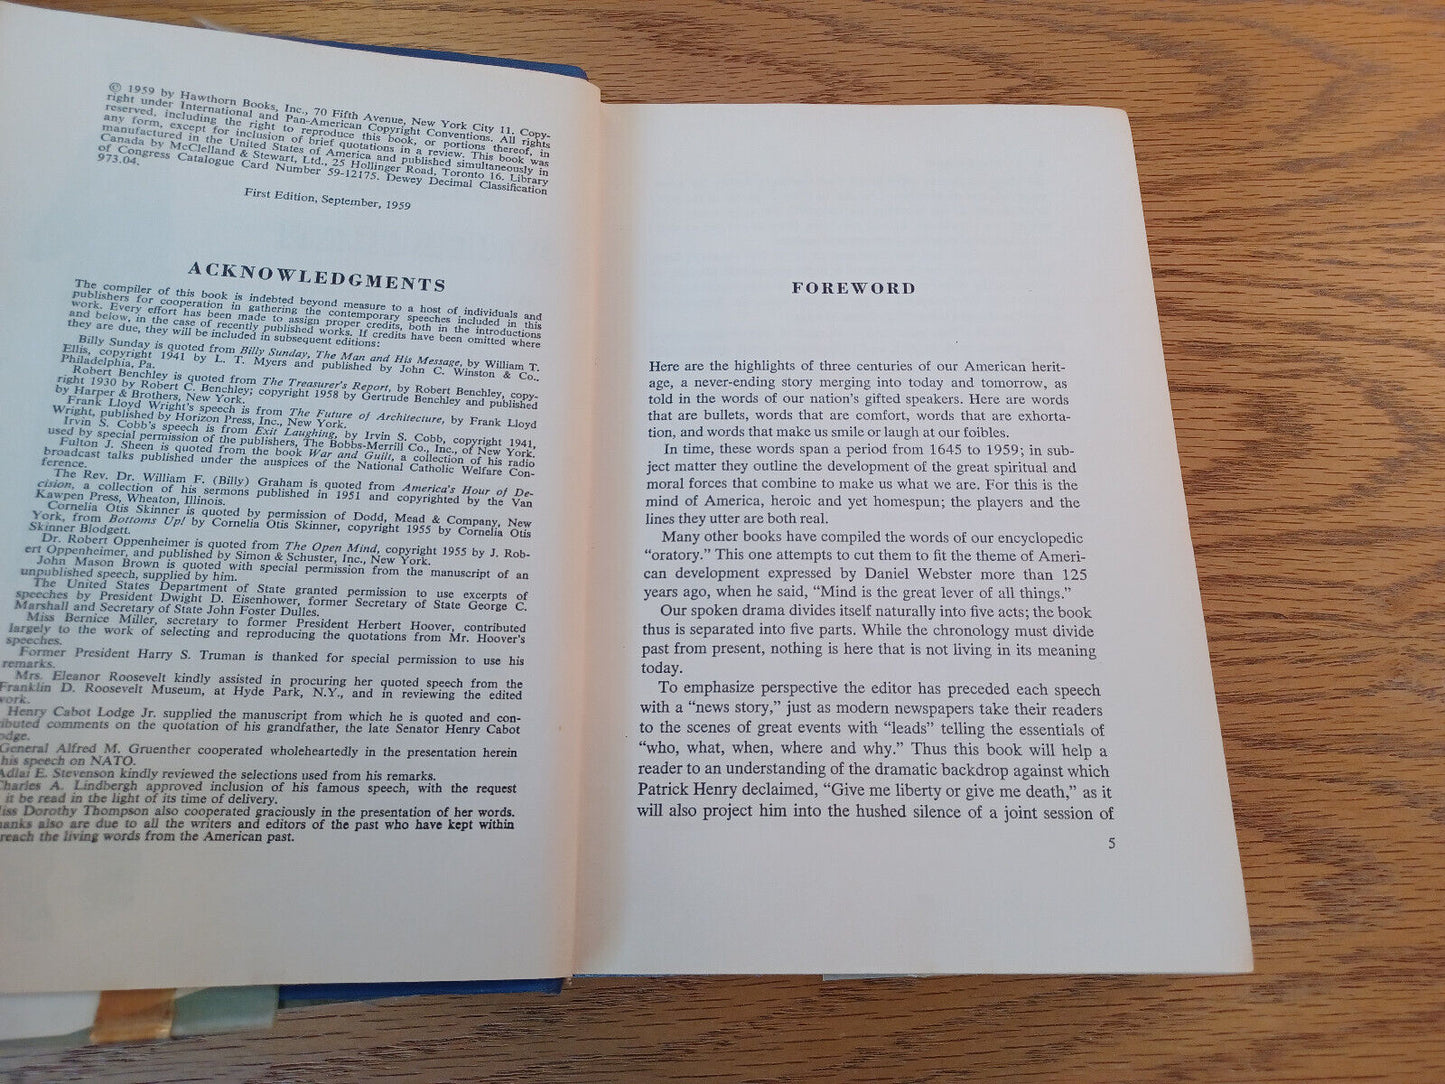 © 1959 by Hawthorn Books, Inc., 70 Fifth Avenue, New York City 11. Copy-
right under International and Pan-American Copyright Conventions. All rights
reserved, including the right to reproduce this book, or portions thereof, in
any form, except for inclusion of brief quotations in a review. This book was
manufactured in the United States of America and published simultaneously in
Canada by McClelland & Stewart, Ltd., 25 Hollinger Road, Toronto 16. Library
of Congress Catalogue Card Number 59-12175. Dewey Decimal Classification
973.04.
First Edition, September, 1959
ACKNOWLEDGMENTS
The compiler of this book is indebted beyond measure to a host of individuals and
publishers for cooperation in gathering the contemporary speeches included in this
work. Every effort has been made to assign proper credits, both in the introductions
and below, in the case of recently published works. If credits have been omitted where
they are due, they will be included in subsequent editions:
Billy Sunday is quoted from Billy Sunday, The Man and His Message, by William T.
Ellis, copyright 1941 by L. T. Myers and published by John C. Winston & Co.,
Philadelphia, Pa.
Robert Benchley is quoted from The Treasurer's Report, by Robert Benchley, copy-
right 1930 by Robert C. Benchley; copyright 1958 by Gertrude Benchley and published
by Harper & Brothers, New York.
Frank Lloyd Wright's speech is from The Future of Architecture, by Frank Lloyd
Wright, published by Horizon Press, Inc., New York.
Irvin S. Cobb's speech is from Exit Laughing, by Irvin S. Cobb, copyright 1941,
used by special permission of the publishers, The Bobbs-Merrill Co., Inc., of New York.
Fulton J. Sheen is quoted from the book War and Guilt, a collection of his radio
broadcast talks published under the auspices of the National Catholic Welfare Con-
ference.
The Rev. Dr. William F. (Billy) Graham is quoted from America's Hour of De-
cision, a collection of his sermons published in 1951 and copyrighted by the Van
Kawpen Press, Wheaton, Illinois.
Cornelia Otis Skinner is quoted by permission of Dodd, Mead & Company, New
York, from Bottoms Up! by Cornelia Otis Skinner, copyright 1955 by Cornelia Otis
Skinner Blodgett.
Dr. Robert Oppenheimer is quoted from The Open Mind, copyright 1955 by J. Rob-
ert Oppenheimer, and published by Simon & Schuster, Inc., New York.
John Mason Brown is quoted with special permission from the manuscript of an
unpublished speech, supplied by him.
The United States Department of State granted permission to use excerpts of
speeches by President Dwight D. Eisenhower, former Secretary of State George C.
Marshall and Secretary of State John Foster Dulles.
Miss Bernice Miller, secretary to former President Herbert Hoover, contributed
largely to the work of selecting and reproducing the quotations from Mr. Hoover's
speeches.
Former President Harry S. Truman is thanked for special permission to use his
remarks.
Mrs. Eleanor Roosevelt kindly assisted in procuring her quoted speech from the
Franklin D. Roosevelt Museum, at Hyde Park, N.Y., and in reviewing the edited
work.
Henry Cabot Lodge Jr. supplied the manuscript from which he is quoted and con-
ibuted comments on the quotation of his grandfather, the late Senator Henry Cabot
odge.
General Alfred M. Gruenther cooperated wholeheartedly in the presentation herein
his speech on NATO.
Adlai E. Stevenson kindly reviewed the selections used from his remarks.
Charles A. Lindbergh approved inclusion of his famous speech, with the request
it be read in the light of its time of delivery.
iss Dorothy Thompson also cooperated graciously in the presentation of her words.
hanks also are due to all the writers and editors of the past who have kept within
reach the living words from the American past.
FOREWORD
Here are the highlights of three centuries of our American herit-
age, a never-ending story merging into today and tomorrow, as
told in the words of our nation's gifted speakers. Here are words
that are bullets, words that are comfort, words that are exhorta-
tion, and words that make us smile or laugh at our foibles.
In time, these words span a period from 1645 to 1959; in sub-
ject matter they outline the development of the great spiritual and
moral forces that combine to make us what we are. For this is the
mind of America, heroic and yet homespun; the players and the
lines they utter are both real.
Many other books have compiled the words of our encyclopedic
“oratory.” This one attempts to cut them to fit the theme of Ameri-
can development expressed by Daniel Webster more than 125
years ago, when he said, “Mind is the great lever of all things.”
Our spoken drama divides itself naturally into five acts; the book
thus is separated into five parts. While the chronology must divide
past from present, nothing is here that is not living in its meaning
today.
To emphasize perspective the editor has preceded each speech
with a “news story,” just as modern newspapers take their readers
to the scenes of great events with “leads” telling the essentials of
“who, what, when, where and why.” Thus this book will help a
reader to an understanding of the dramatic backdrop against which
Patrick Henry declaimed, “Give me liberty or give me death,” as it
will also project him into the hushed silence of a joint session of
5